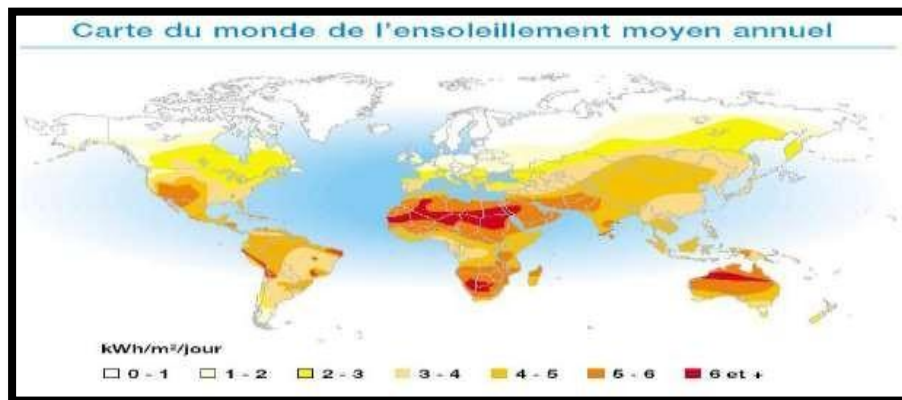 Carte du monde de l'ensoleillement moyen annuel
kWh/m²/jour
0 - 1 1 - 2 2 - 3 3 - 4 4 - 5 5 - 6 6 et +